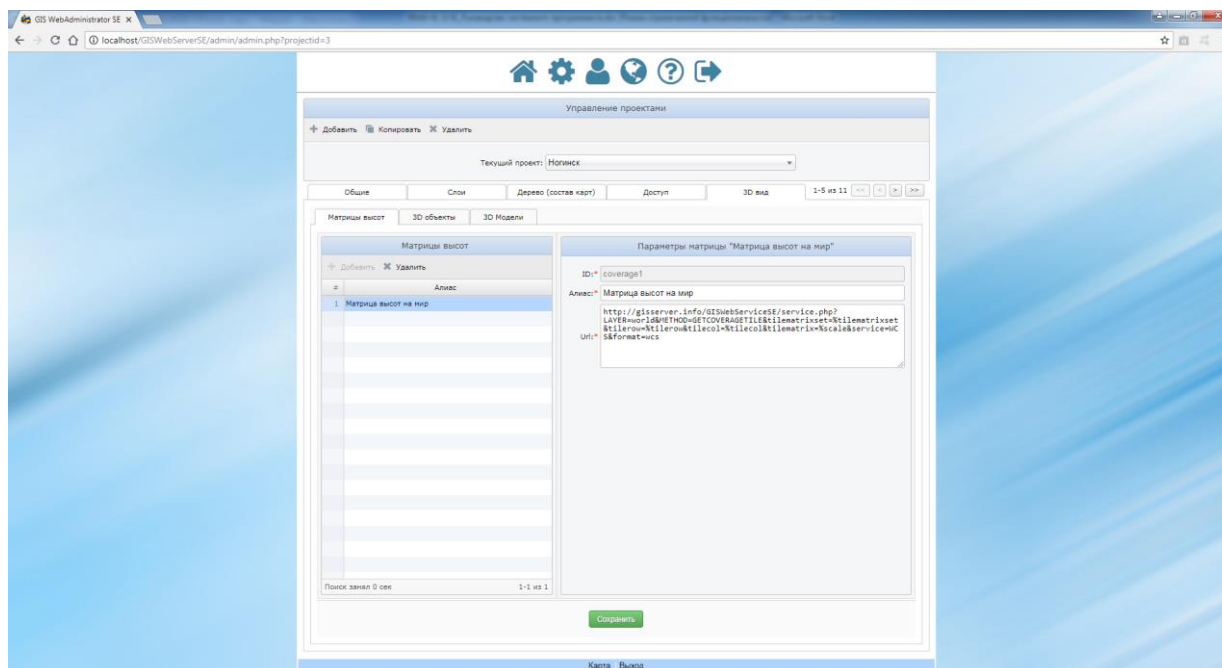 GIS WebAdministrator SE
localhost/GISWebServerSE/admin/admin.php?projectid=3
Управление проектами
Добавить Копировать Удалить
Текущий проект: Ногинск
Общие Слои Дерево (состав карт) Доступ 3D вид 1-5 из 11 << < > >>
Матрицы высот 3D объекты 3D Модели
Матрицы высот
Добавить Удалить
# Алиас
1 Матрица высот на мир
Поиск занял 0 сек 1-1 из 1
Параметры матрицы "Матрица высот на мир"
ID:* coverage1
Алиас:* Матрица высот на мир
Url:*
http://gisserver.info/GISWebServiceSE/service.php?
LAYER=world&METHOD=GETCOVERAGETILE&tilematrixset=%tilematrixset
&tilerow=%tilerow&tilecol=%tilecol&tilematrix=%scale&service=WC
S&format=wcs
Сохранить
Карта Выход